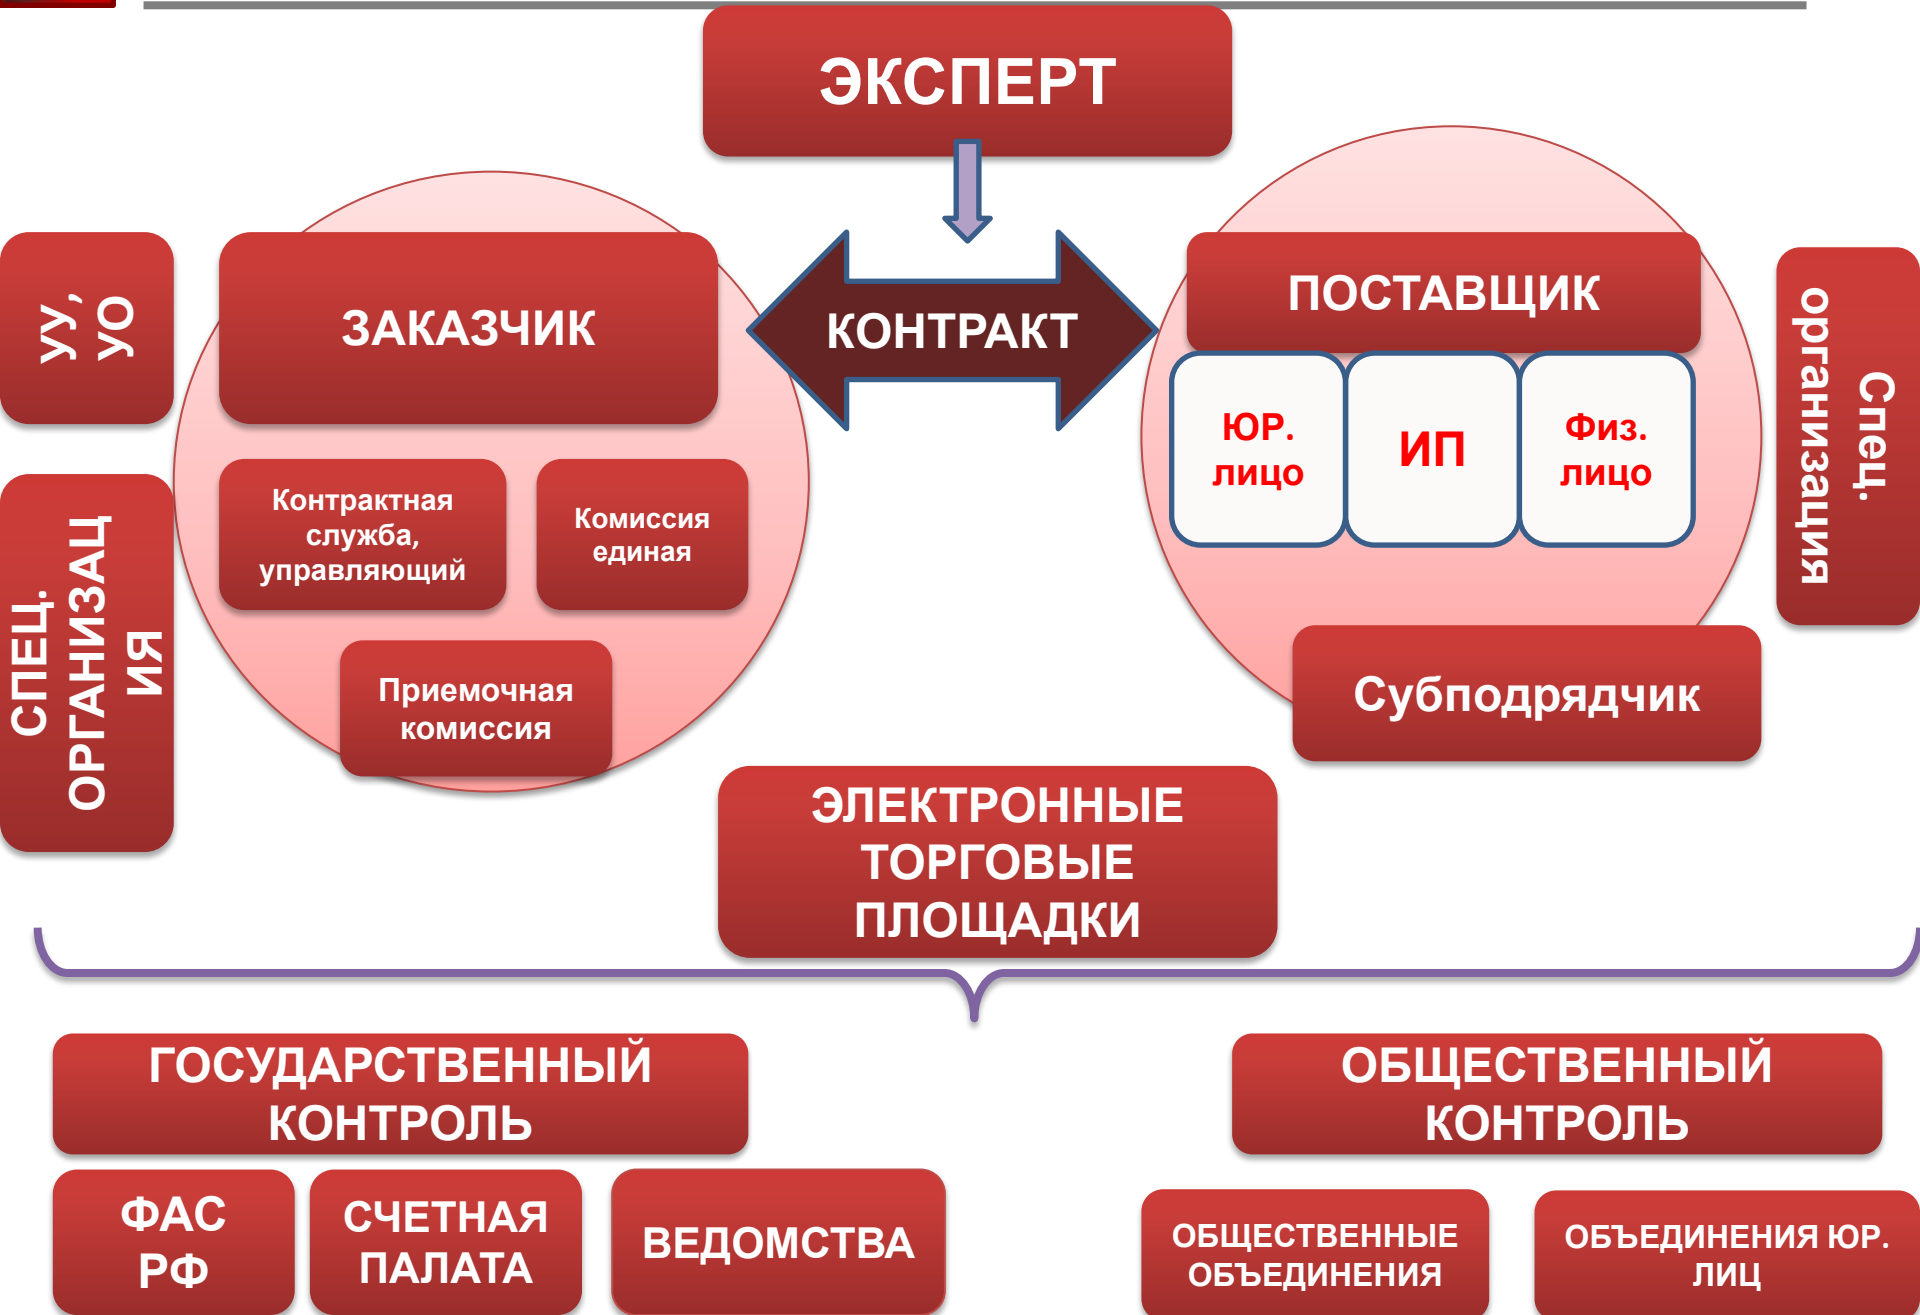 ЭКСПЕРТ
УУ,
УО
ЗАКАЗЧИК
КОНТРАКТ
ПОСТАВЩИК
ЮР.
лицо
ИП
Физ.
лицо
Спец.
организация
СПЕЦ.
ОРГАНИЗАЦ
ИЯ
Контрактная
служба,
управляющий
Комиссия
единая
Приемочная
комиссия
Субподрядчик
ЭЛЕКТРОННЫЕ
ТОРГОВЫЕ
ПЛОЩАДКИ
ГОСУДАРСТВЕННЫЙ
КОНТРОЛЬ
ОБЩЕСТВЕННЫЙ
КОНТРОЛЬ
ФАС
РФ
СЧЕТНАЯ
ПАЛАТА
ВЕДОМСТВА
ОБЩЕСТВЕННЫЕ
ОБЪЕДИНЕНИЯ
ОБЪЕДИНЕНИЯ ЮР.
ЛИЦ